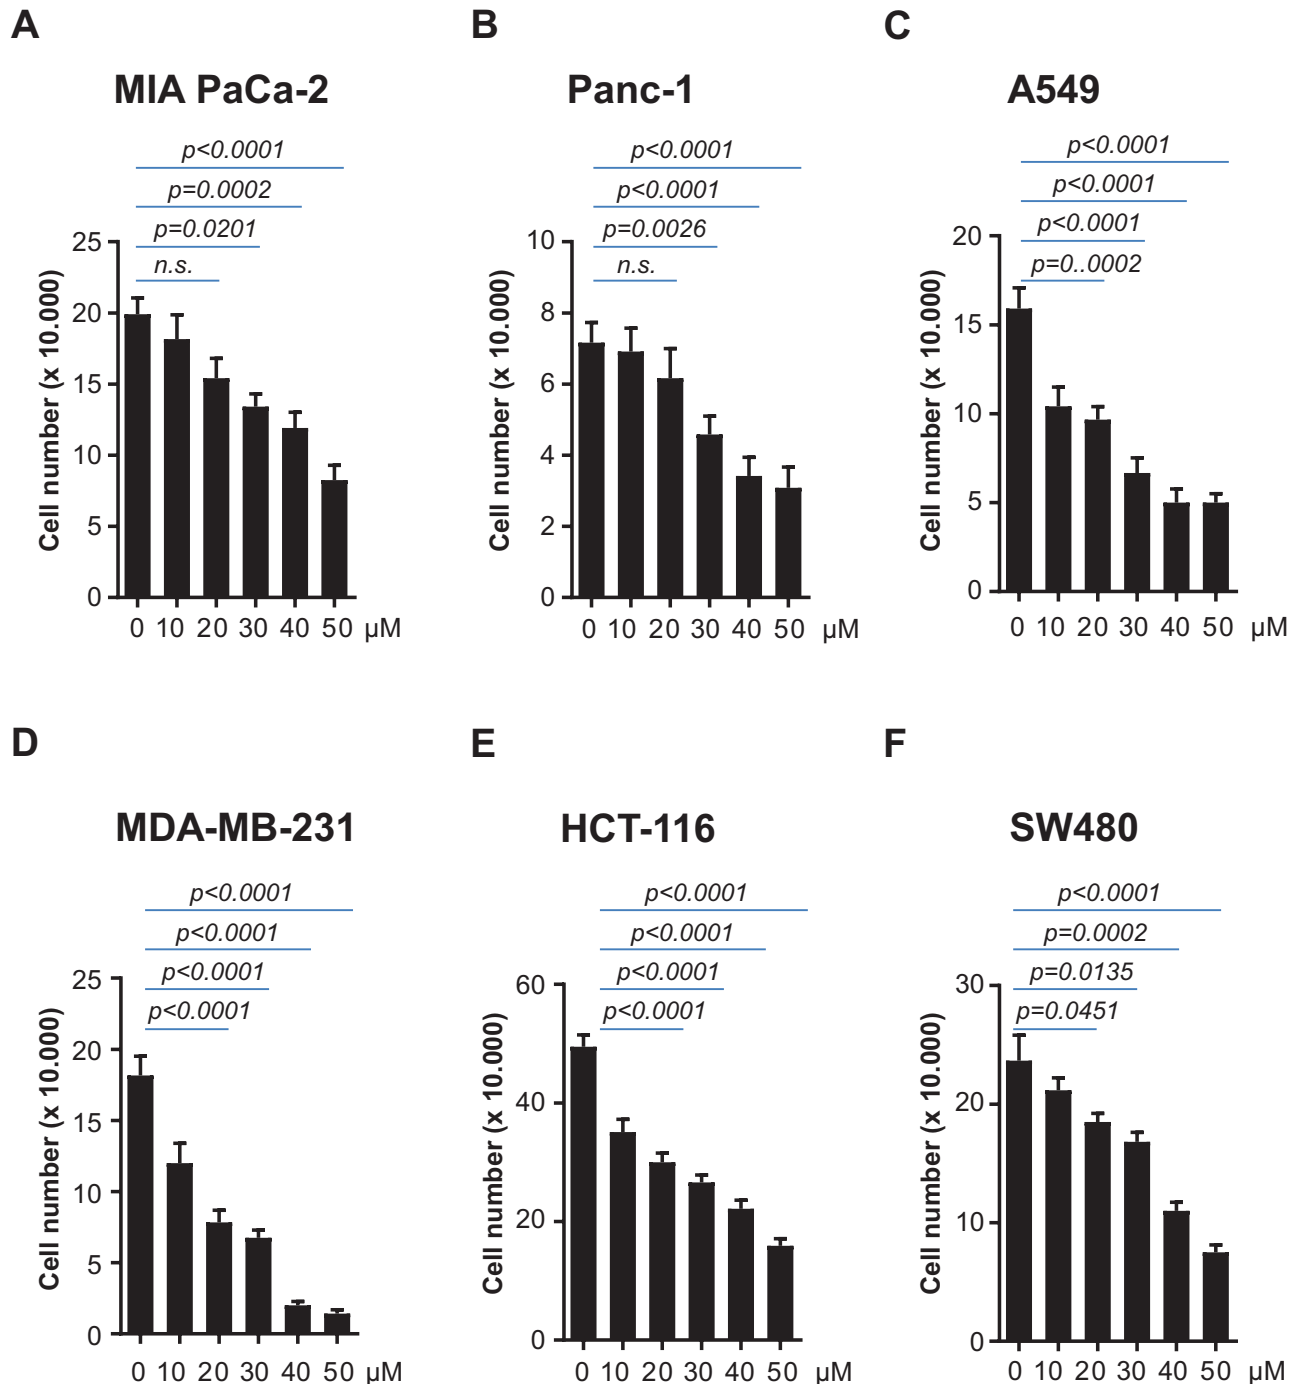 A
MIA PaCa-2
p<0.0001
p=0.0002
p=0.0201
n.s.
Cell number (x 10.000)
25
20
15
10
5
0
0 10 20 30 40 50 µM
B
Panc-1
p<0.0001
p<0.0001
p=0.0026
n.s.
Cell number (x 10.000)
10
8
6
4
2
0
0 10 20 30 40 50 µM
C
A549
p<0.0001
p<0.0001
p<0.0001
p=0..0002
Cell number (x 10.000)
20
15
10
5
0
0 10 20 30 40 50 µM
D
MDA-MB-231
p<0.0001
p<0.0001
p<0.0001
p<0.0001
Cell number (x 10.000)
25
20
15
10
5
0
0 10 20 30 40 50 µM
E
HCT-116
p<0.0001
p<0.0001
p<0.0001
p<0.0001
Cell number (x 10.000)
60
40
20
0
0 10 20 30 40 50 µM
F
SW480
p<0.0001
p=0.0002
p=0.0135
p=0.0451
Cell number (x 10.000)
30
20
10
0
0 10 20 30 40 50 µM